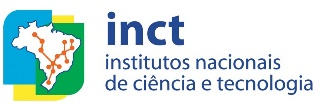 inct
institutos nacionais
de ciência e tecnologia